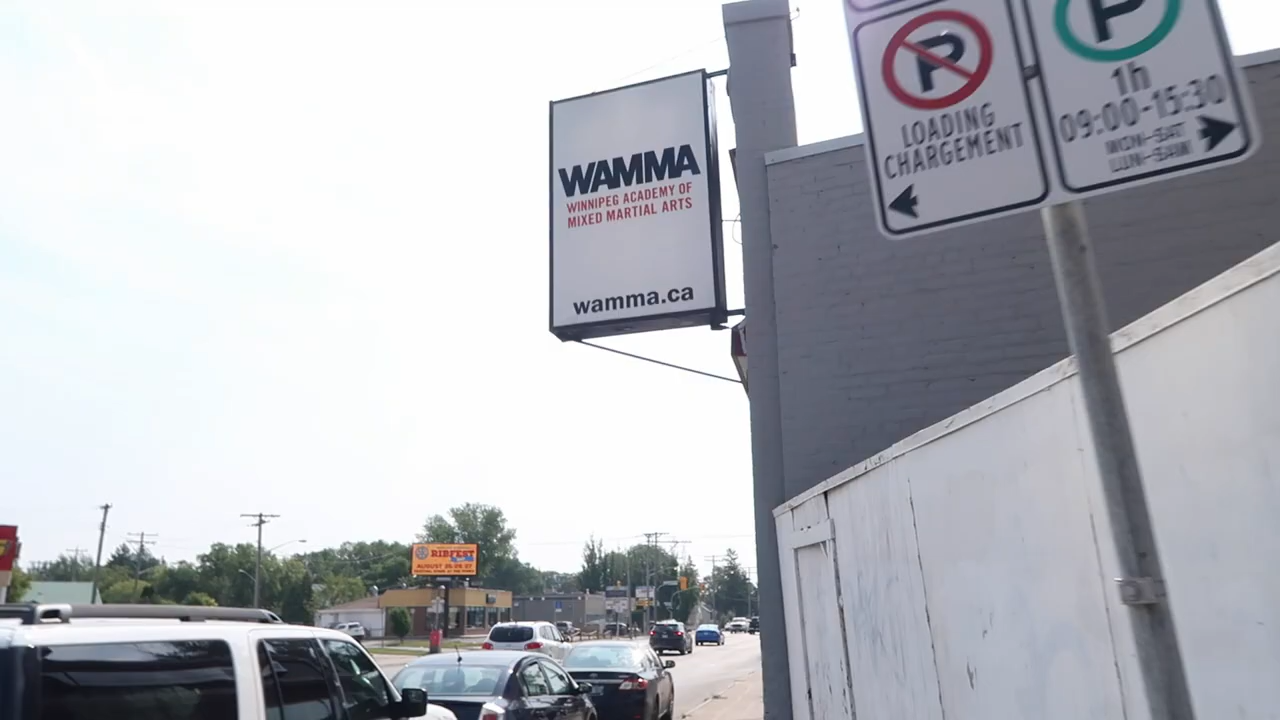 WAMMA
WINNIPEG ACADEMY OF
MIXED MARTIAL ARTS
wamma.ca
P
LOADING
CHARGEMENT
P
1h
09:00-15:30
MON-SAT
LUN-SAM
RIBFEST
AUGUST